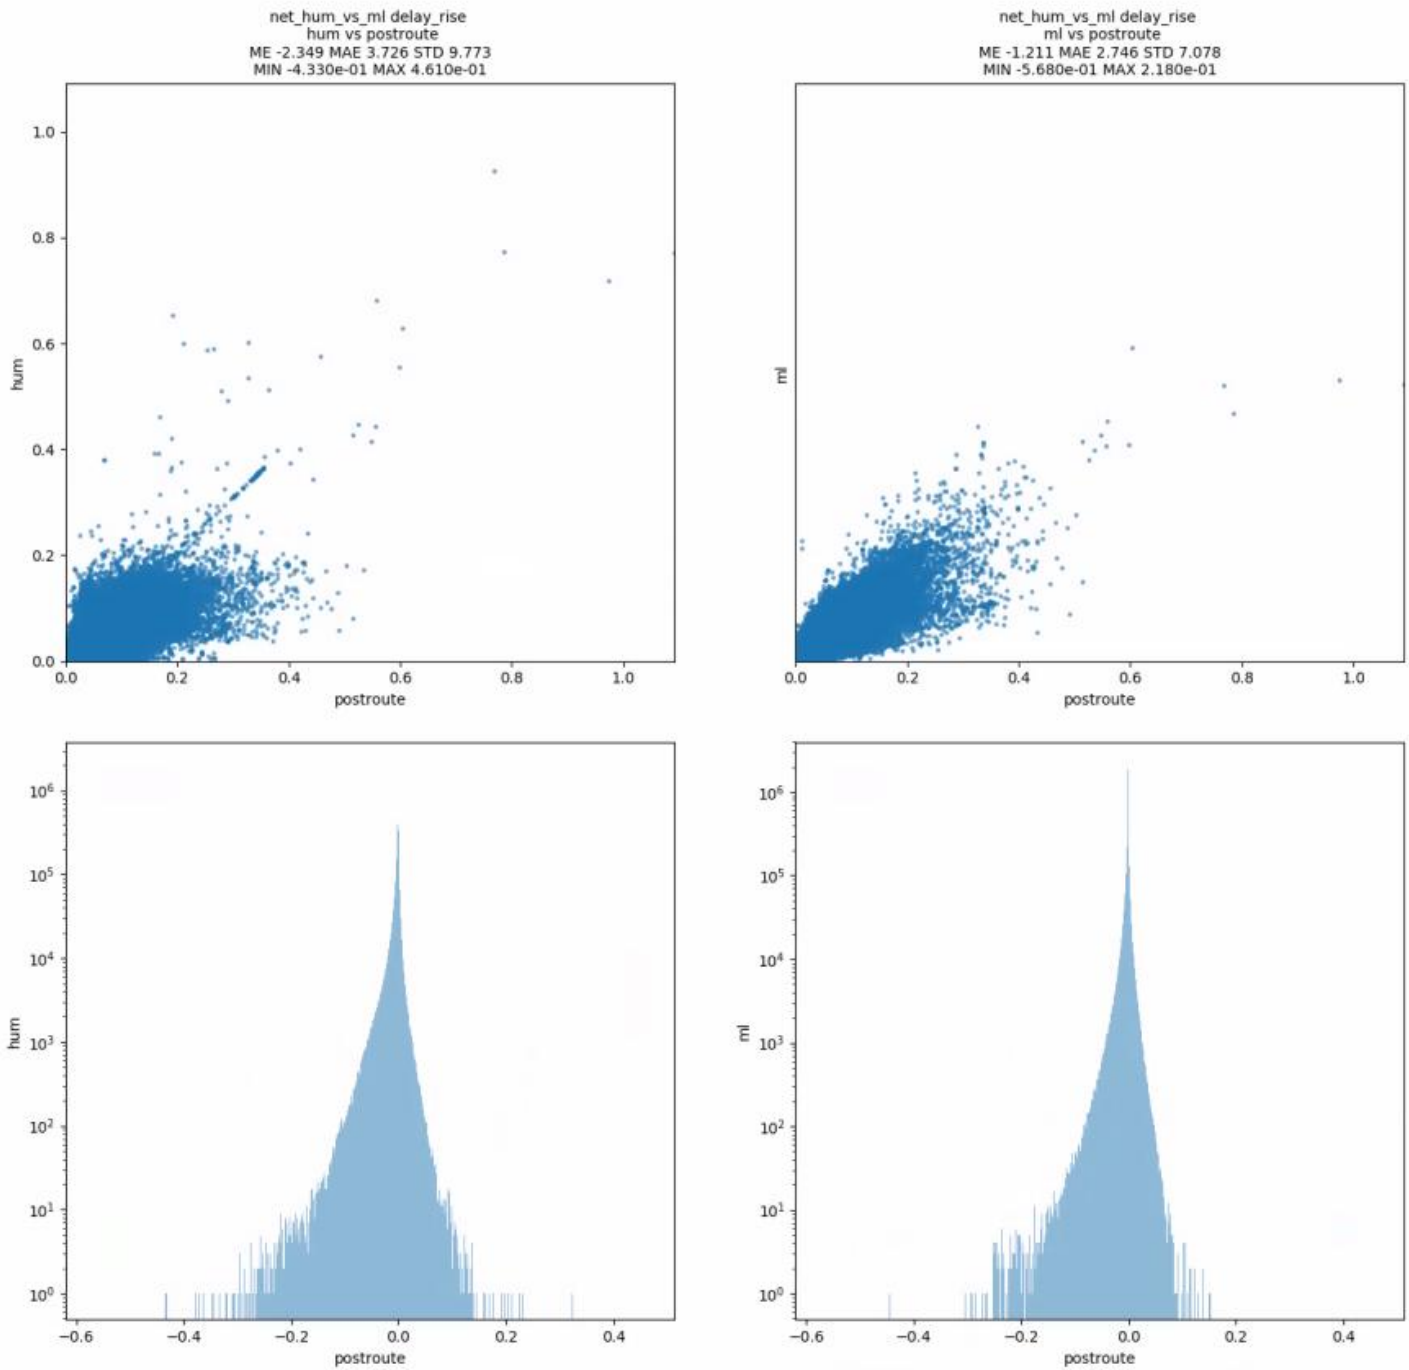 net_hum_vs_ml delay_rise
hum vs postroute
ME -2.349 MAE 3.726 STD 9.773
MIN -4.330e-01 MAX 4.610e-01
1.0
0.8
0.6
0.4
0.2
0.0
hum
0.0 0.2 0.4 0.6 0.8 1.0
postroute
net_hum_vs_ml delay_rise
ml vs postroute
ME -1.211 MAE 2.746 STD 7.078
MIN -5.680e-01 MAX 2.180e-01
ml
0.0 0.2 0.4 0.6 0.8 1.0
postroute
10⁶
10⁵
10⁴
10³
10²
10¹
10⁰
hum
−0.6 −0.4 −0.2 0.0 0.2 0.4
postroute
10⁶
10⁵
10⁴
10³
10²
10¹
10⁰
ml
−0.6 −0.4 −0.2 0.0 0.2 0.4
postroute